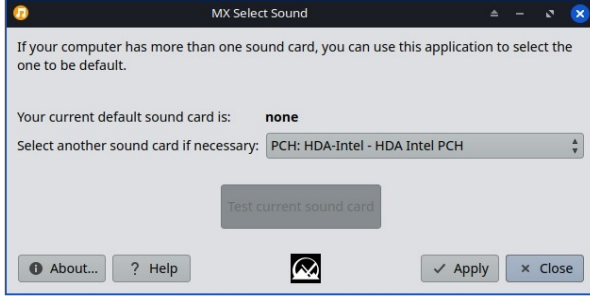 MX Select Sound
If your computer has more than one sound card, you can use this application to select the
one to be default.
Your current default sound card is: none
Select another sound card if necessary: PCH: HDA-Intel - HDA Intel PCH
Test current sound card
About... ? Help Apply Close